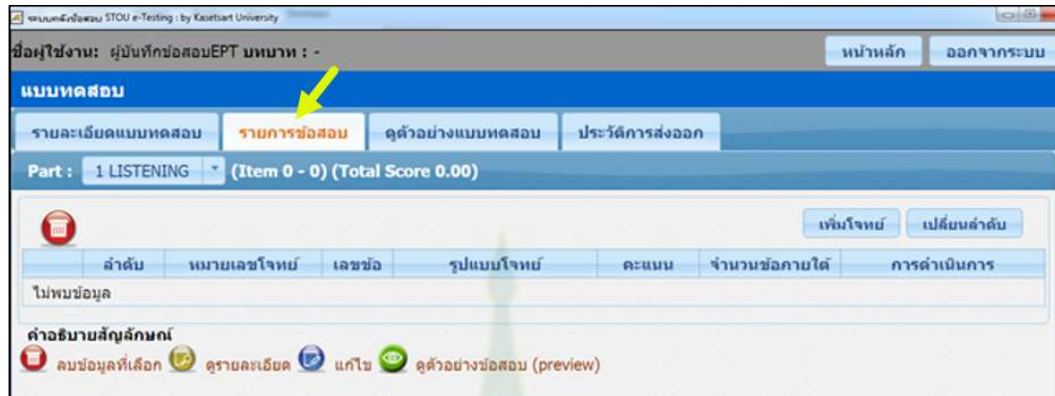 ระบบคลังข้อสอบ STOU e-Testing : by Kasetsart University
ชื่อผู้ใช้งาน: ผู้บันทึกข้อสอบEPT บทบาท : -
หน้าหลัก ออกจากระบบ
แบบทดสอบ
รายละเอียดแบบทดสอบ รายการข้อสอบ ดูตัวอย่างแบบทดสอบ ประวัติการส่งออก
Part : 1 LISTENING (Item 0 - 0) (Total Score 0.00)
เพิ่มโจทย์ เปลี่ยนลำดับ
ลำดับ หมายเลขโจทย์ เลขข้อ รูปแบบโจทย์ คะแนน จำนวนข้อภายใต้ การดำเนินการ
ไม่พบข้อมูล
คำอธิบายสัญลักษณ์
ลบข้อมูลที่เลือก ดูรายละเอียด แก้ไข ดูตัวอย่างข้อสอบ (preview)